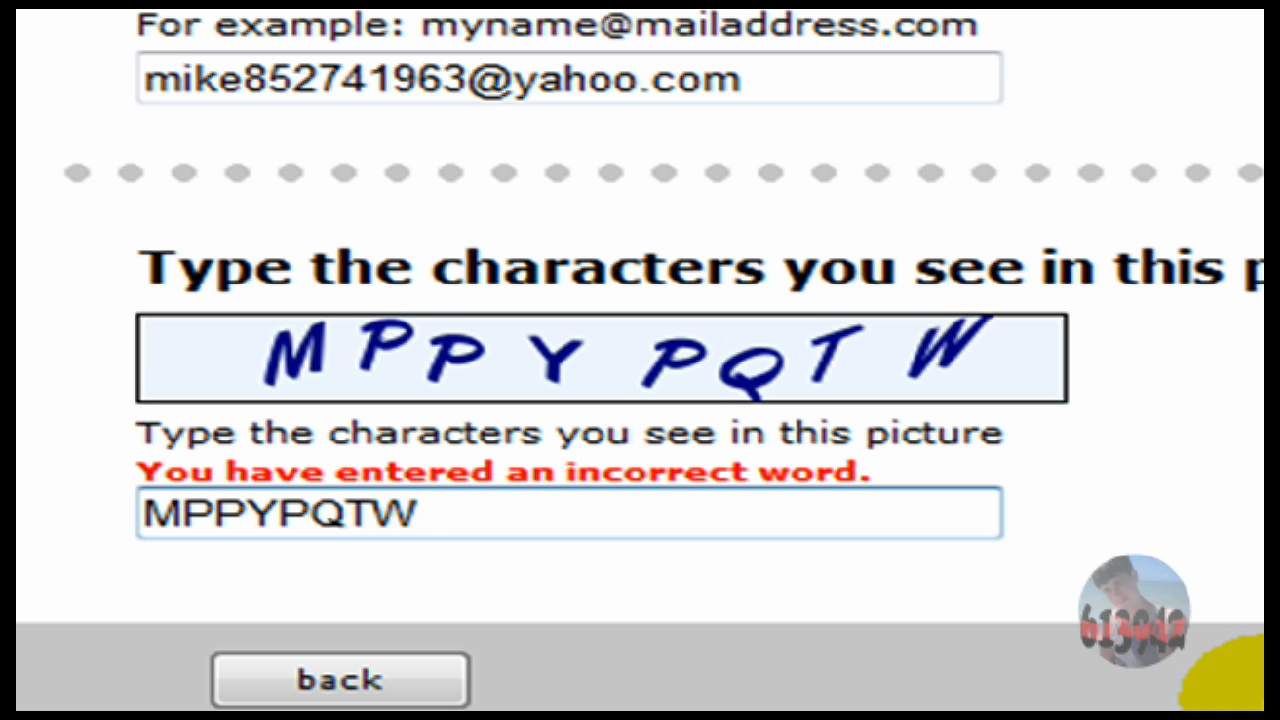 For example: myname@mailaddress.com
mike852741963@yahoo.com
Type the characters you see in this p
MPPY PQTW
Type the characters you see in this picture
You have entered an incorrect word.
MPPYPQTW
613942
back